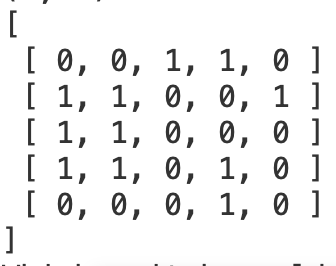 [
[ 0, 0, 1, 1, 0 ]
[ 1, 1, 0, 0, 1 ]
[ 1, 1, 0, 0, 0 ]
[ 1, 1, 0, 1, 0 ]
[ 0, 0, 0, 1, 0 ]
]